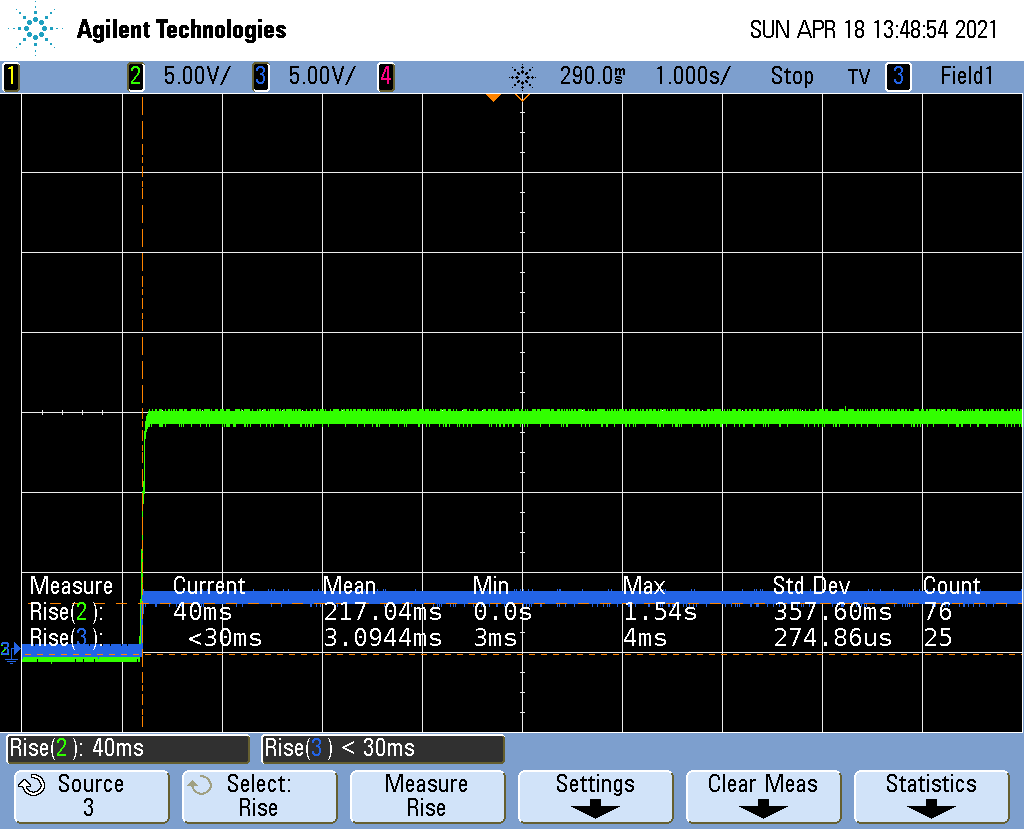 Agilent Technologies SUN APR 18 13:48:54 2021
1 2 5.00V/ 3 5.00V/ 4 290.0ms 1.000s/ Stop TV 3 Field1
Measure Current Mean Min Max Std Dev Count
Rise(2): 40ms 217.04ms 0.0s 1.54s 357.60ms 76
Rise(3): <30ms 3.0944ms 3ms 4ms 274.86us 25
Rise(2): 40ms Rise(3) < 30ms
Source Select: Measure Settings Clear Meas Statistics
3 Rise Rise